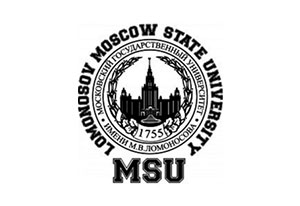 LOMONOSOV MOSCOW STATE UNIVERSITY
МОСКОВСКИЙ ГОСУДАРСТВЕННЫЙ УНИВЕРСИТЕТ
ИМЕНИ М.В.ЛОМОНОСОВА
1755
MSU